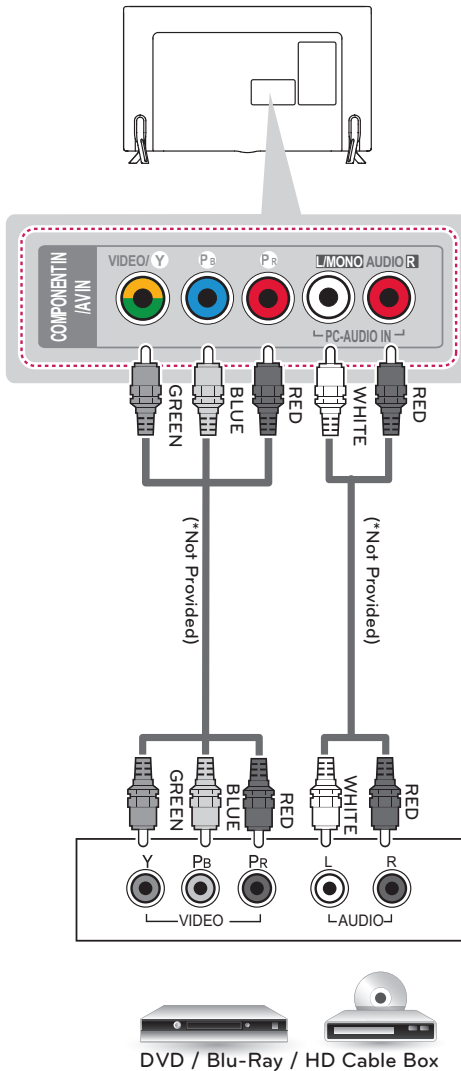 COMPONENT IN
/AV IN
VIDEO/ Y
PB
PR
L/MONO AUDIO R
PC-AUDIO IN
GREEN
BLUE
RED
WHITE
RED
(*Not Provided)
(*Not Provided)
GREEN
BLUE
RED
WHITE
RED
Y
PB
PR
L
R
VIDEO
AUDIO
DVD / Blu-Ray / HD Cable Box